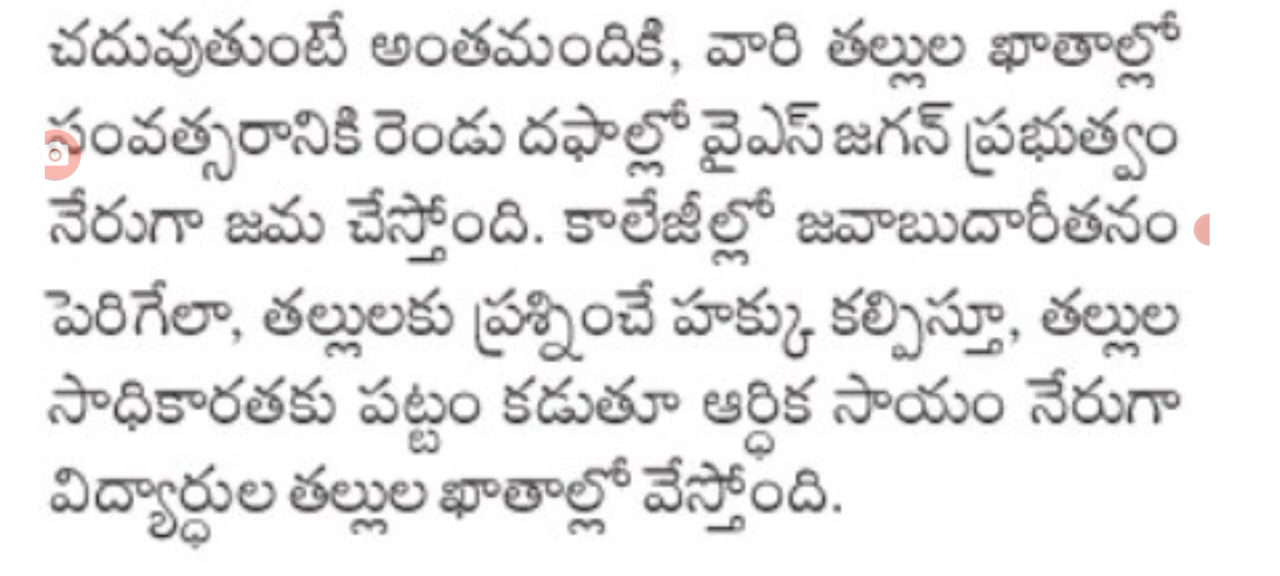 చదువుతుంటే అంతమందికి, వారి తల్లుల ఖాతాల్లో
సంవత్సరానికి రెండు దఫాల్లో వైఎస్ జగన్ ప్రభుత్వం
నేరుగా జమ చేస్తోంది. కాలేజీల్లో జవాబుదారీతనం
పెరిగేలా, తల్లులకు ప్రశ్నించే హక్కు కల్పిస్తూ, తల్లుల
సాధికారతకు పట్టం కడుతూ ఆర్ధిక సాయం నేరుగా
విద్యార్ధుల తల్లుల ఖాతాల్లో వేస్తోంది.